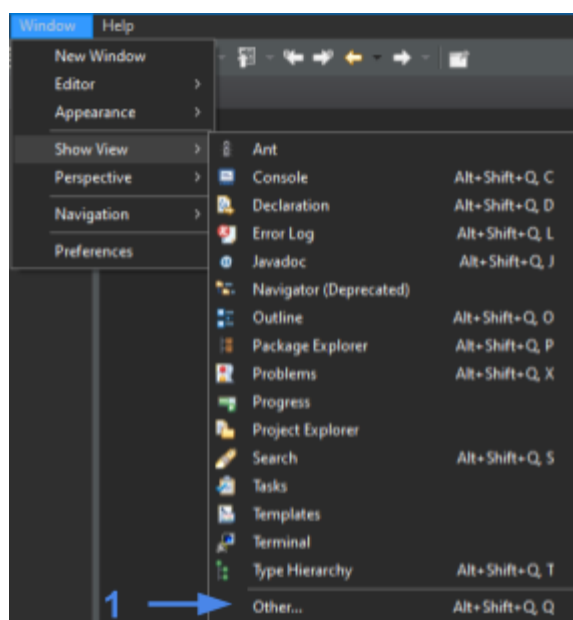 Window Help
New Window
Editor
Appearance
Show View
Perspective
Navigation
Preferences
Ant
Console Alt+Shift+Q, C
Declaration Alt+Shift+Q, D
Error Log Alt+Shift+Q, L
Javadoc Alt+Shift+Q, J
Navigator (Deprecated)
Outline Alt+Shift+Q, O
Package Explorer Alt+Shift+Q, P
Problems Alt+Shift+Q, X
Progress
Project Explorer
Search Alt+Shift+Q, S
Tasks
Templates
Terminal
Type Hierarchy Alt+Shift+Q, T
1 Other... Alt+Shift+Q, Q